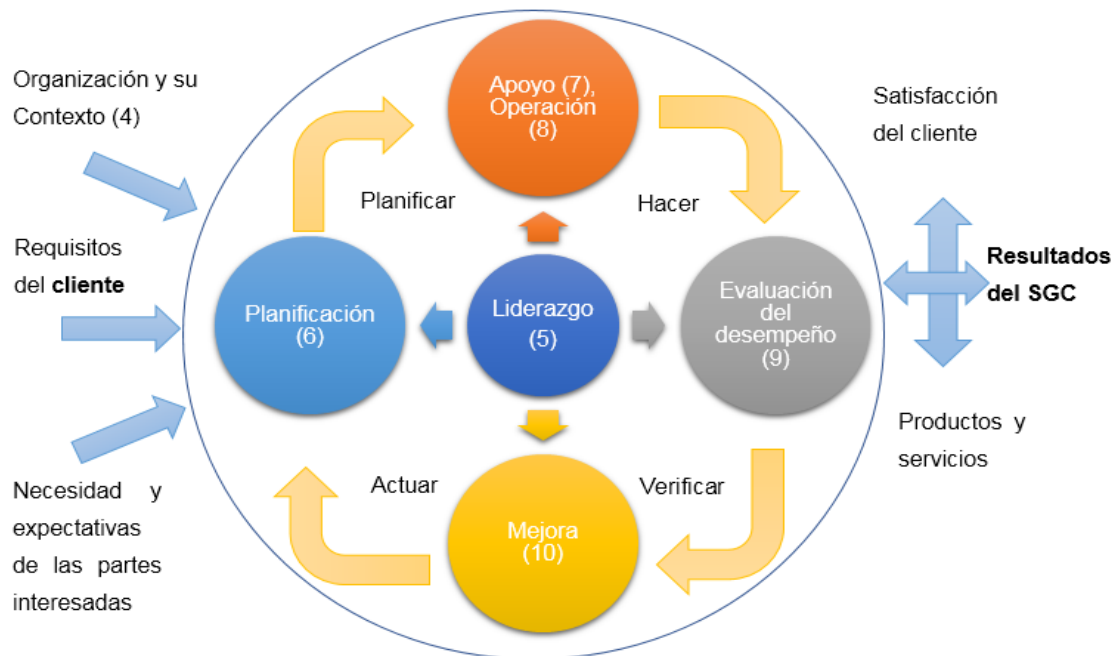 Organización y su
Contexto (4)
Requisitos
del cliente
Necesidad y
expectativas
de las partes
interesadas
Apoyo (7),
Operación
(8)
Planificar
Hacer
Planificación
(6)
Liderazgo
(5)
Evaluación
del
desempeño
(9)
Actuar
Verificar
Mejora
(10)
Satisfacción
del cliente
Resultados
del SGC
Productos y
servicios